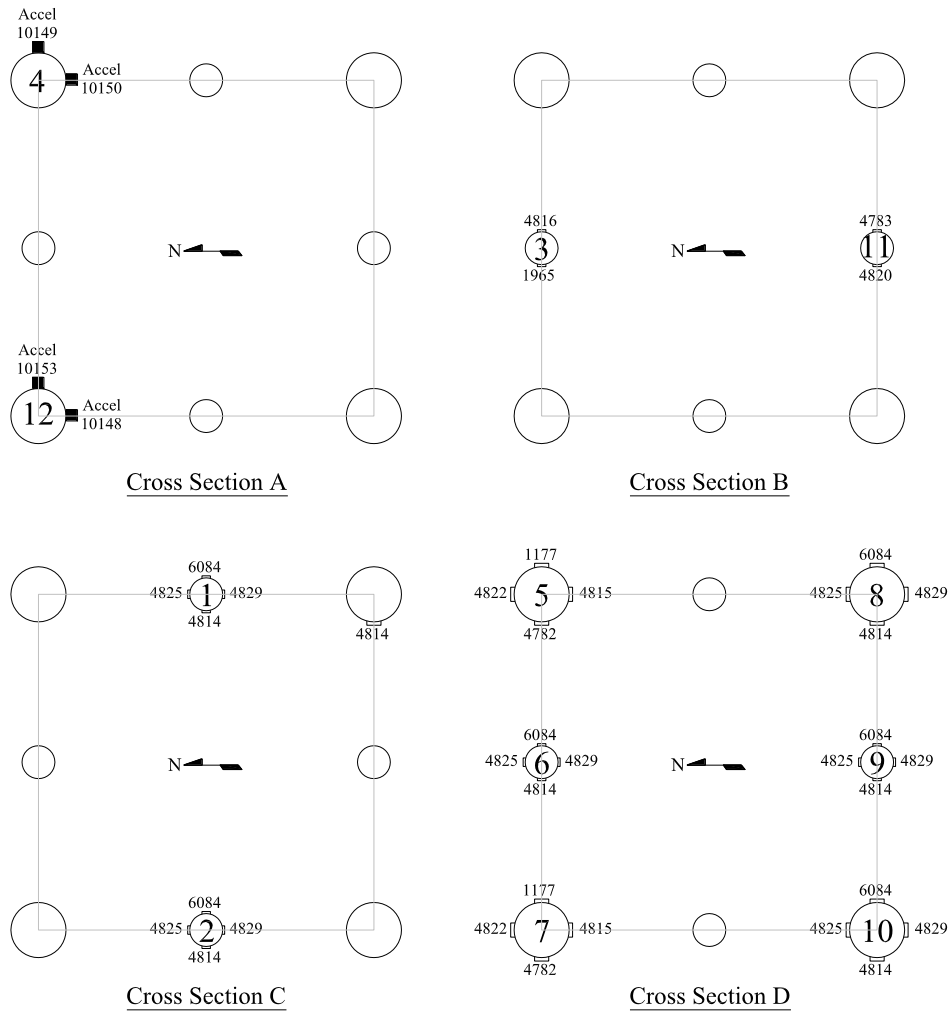 Accel
10149
4
Accel
10150
N
Accel
10153
12
Accel
10148
Cross Section A
4816
3
1965
N
4783
11
4820
Cross Section B
6084
4825 1 4829
4814
4814
N
6084
4825 2 4829
4814
Cross Section C
1177
4822 5 4815
4782
6084
4825 8 4829
4814
6084
4825 6 4829
4814
N
6084
4825 9 4829
4814
1177
4822 7 4815
4782
6084
4825 10 4829
4814
Cross Section D